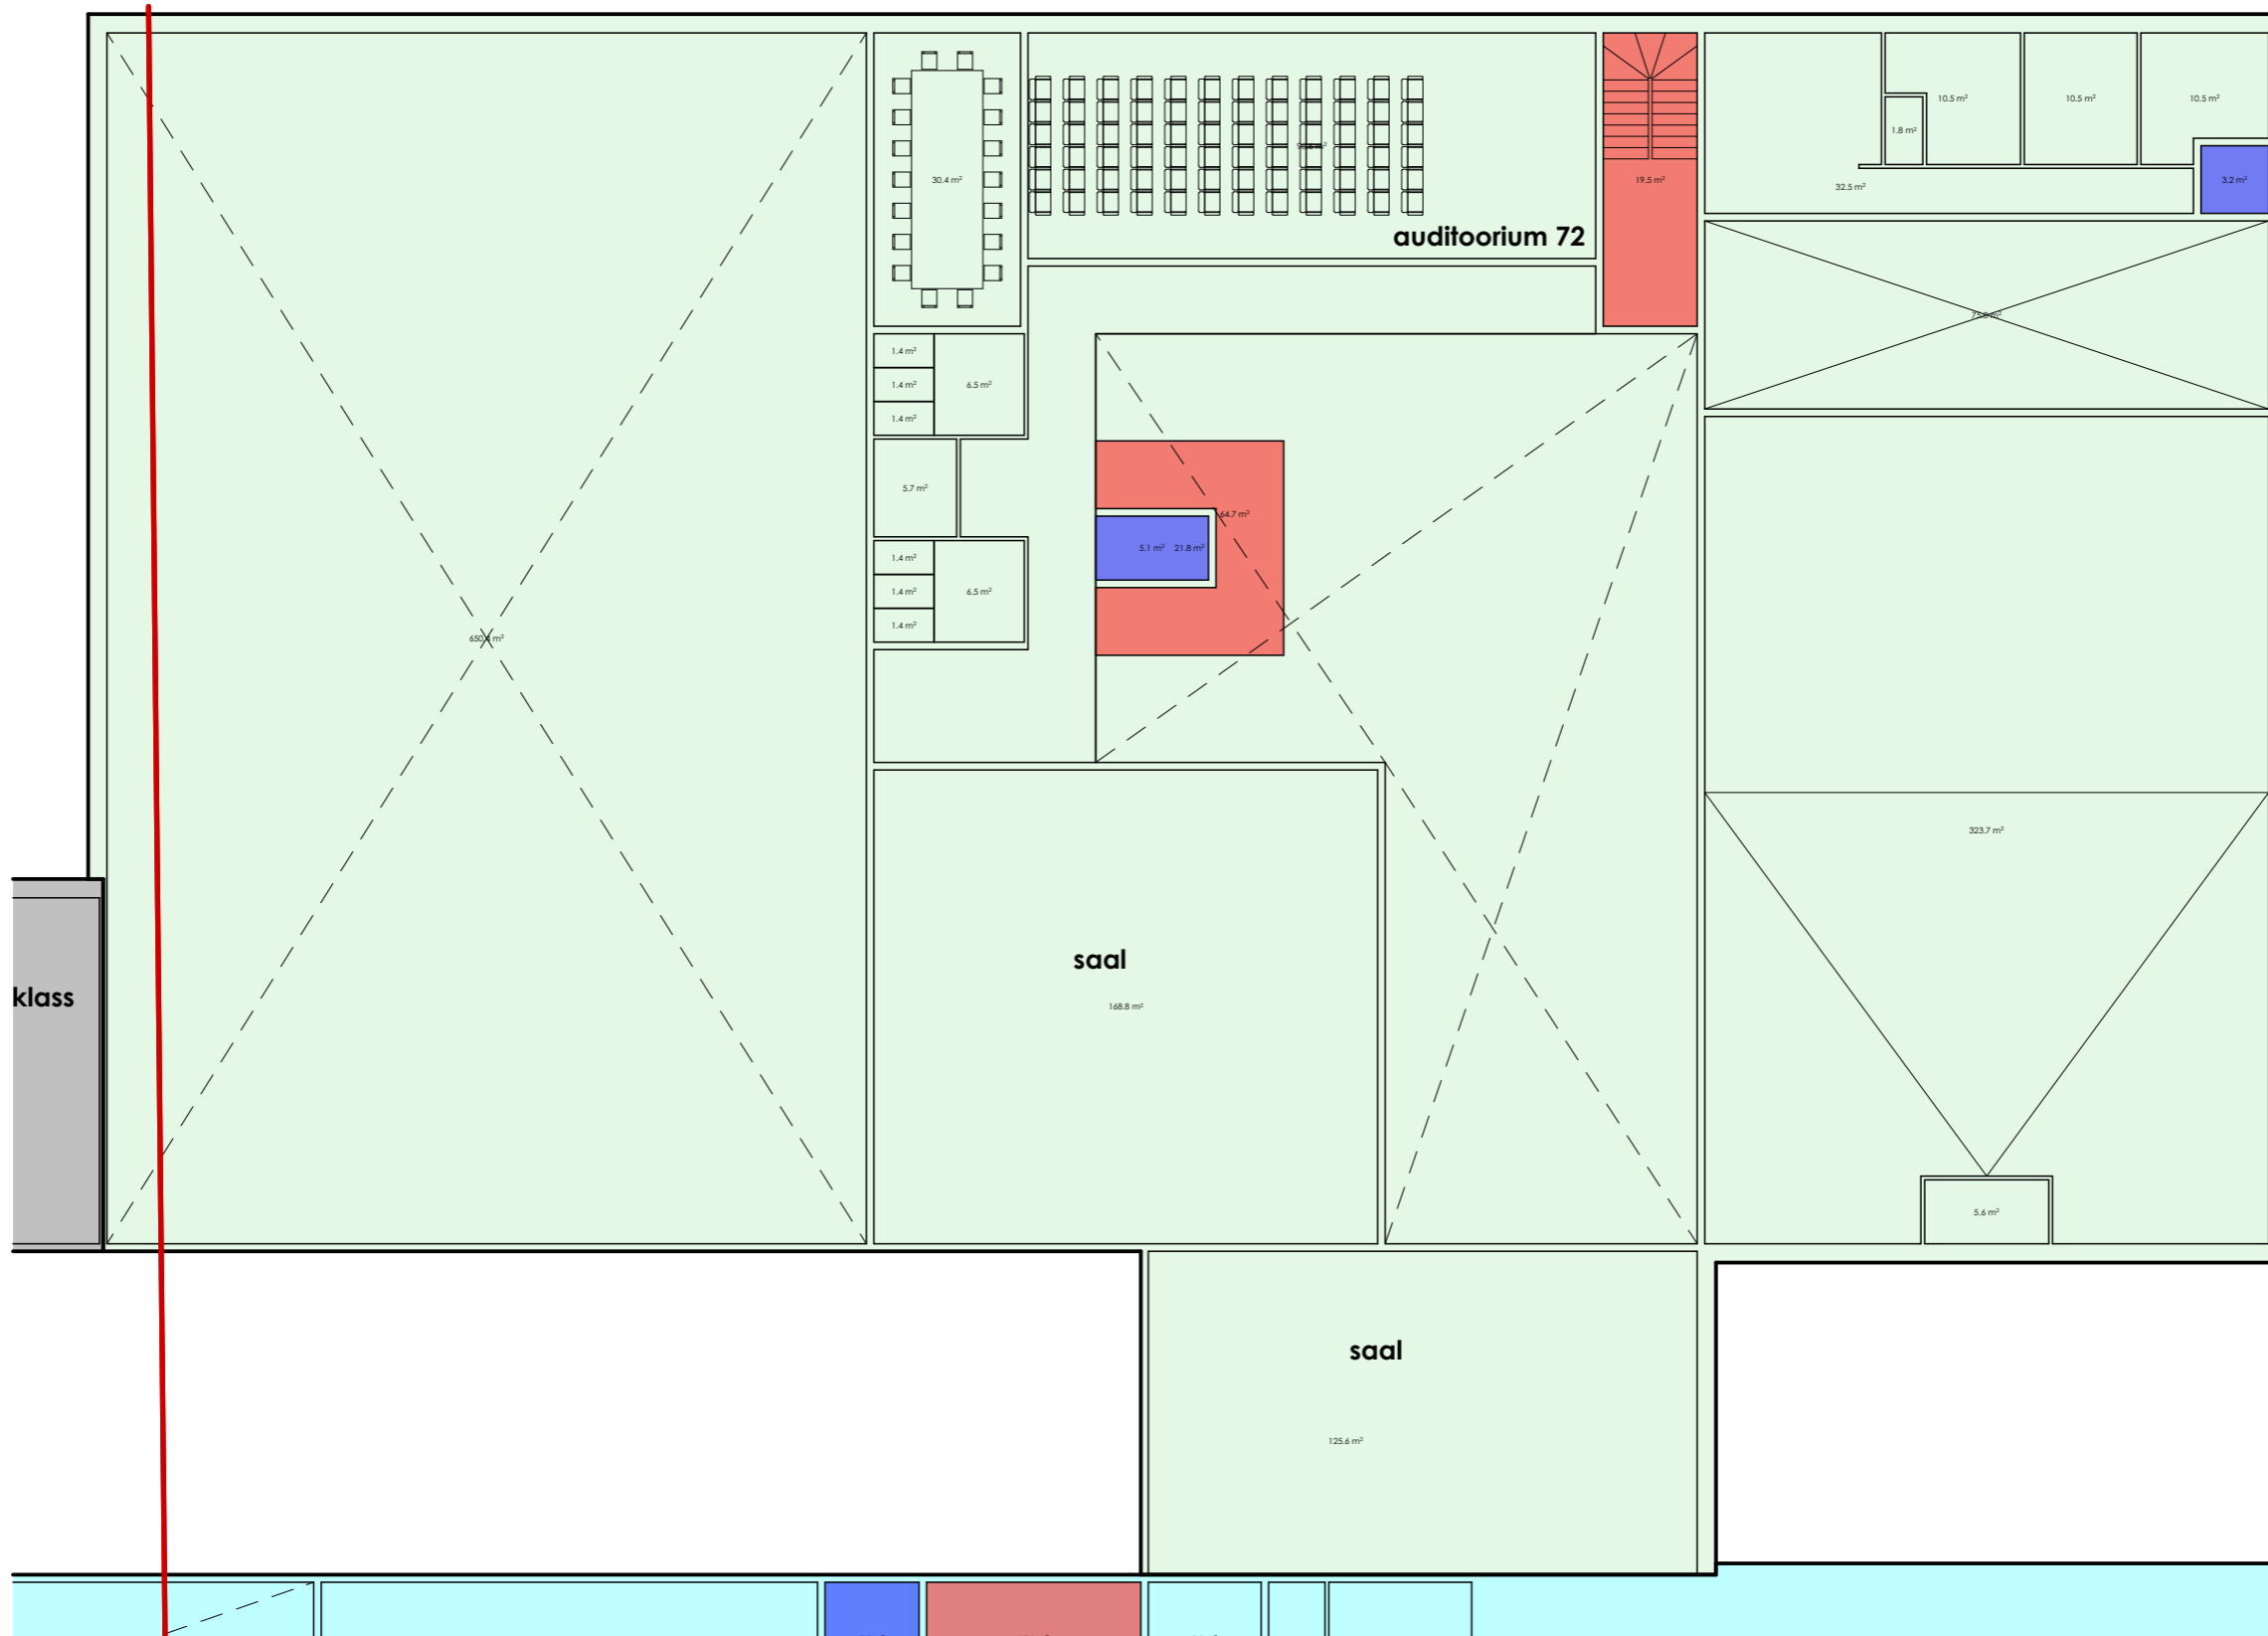 10.5 m²
10.5 m²
10.5 m²
1.8 m²
30.4 m²
19.5 m²
32.5 m²
3.2 m²
auditoorium 72
1.4 m²
1.4 m²
6.5 m²
1.4 m²
5.7 m²
64.7 m²
5.1 m² 21.8 m²
1.4 m²
1.4 m²
6.5 m²
1.4 m²
323.7 m²
saal
klass
168.8 m²
5.6 m²
saal
125.6 m²